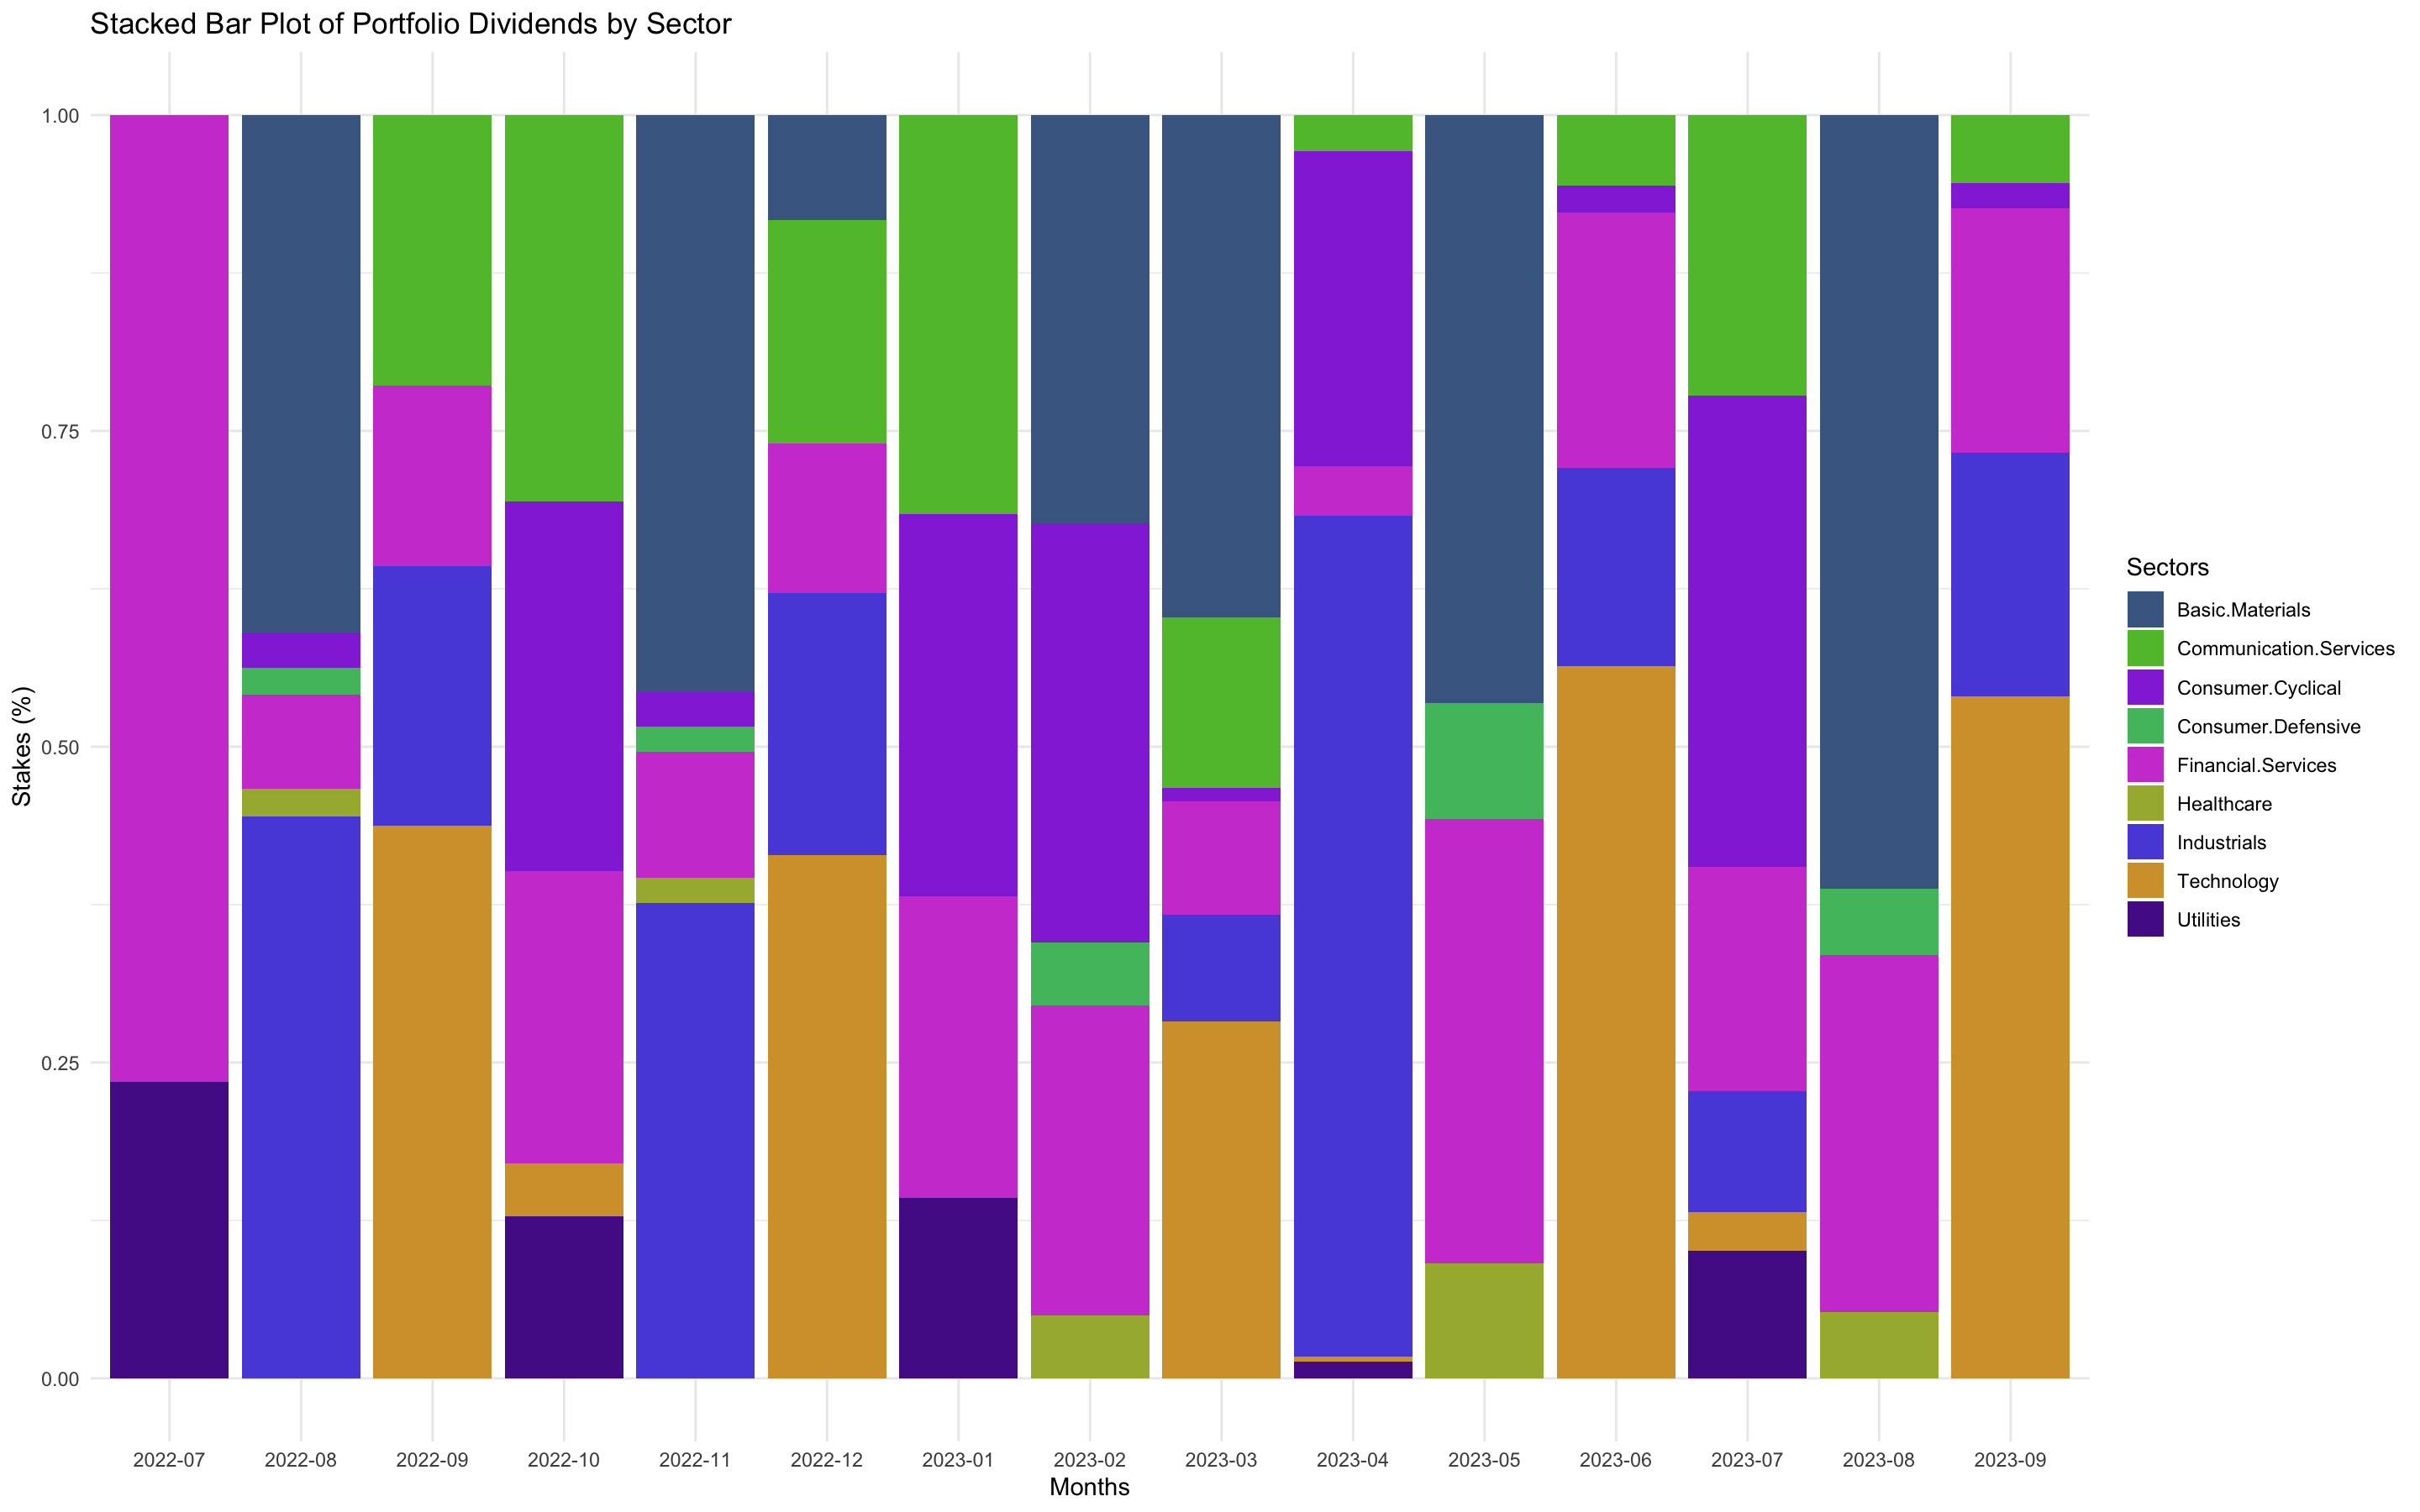 Stacked Bar Plot of Portfolio Dividends by Sector
1.00
0.75
0.50
0.25
0.00
Stakes (%)
2022-07 2022-08 2022-09 2022-10 2022-11 2022-12 2023-01 2023-02 2023-03 2023-04 2023-05 2023-06 2023-07 2023-08 2023-09
Months
Sectors
Basic.Materials
Communication.Services
Consumer.Cyclical
Consumer.Defensive
Financial.Services
Healthcare
Industrials
Technology
Utilities